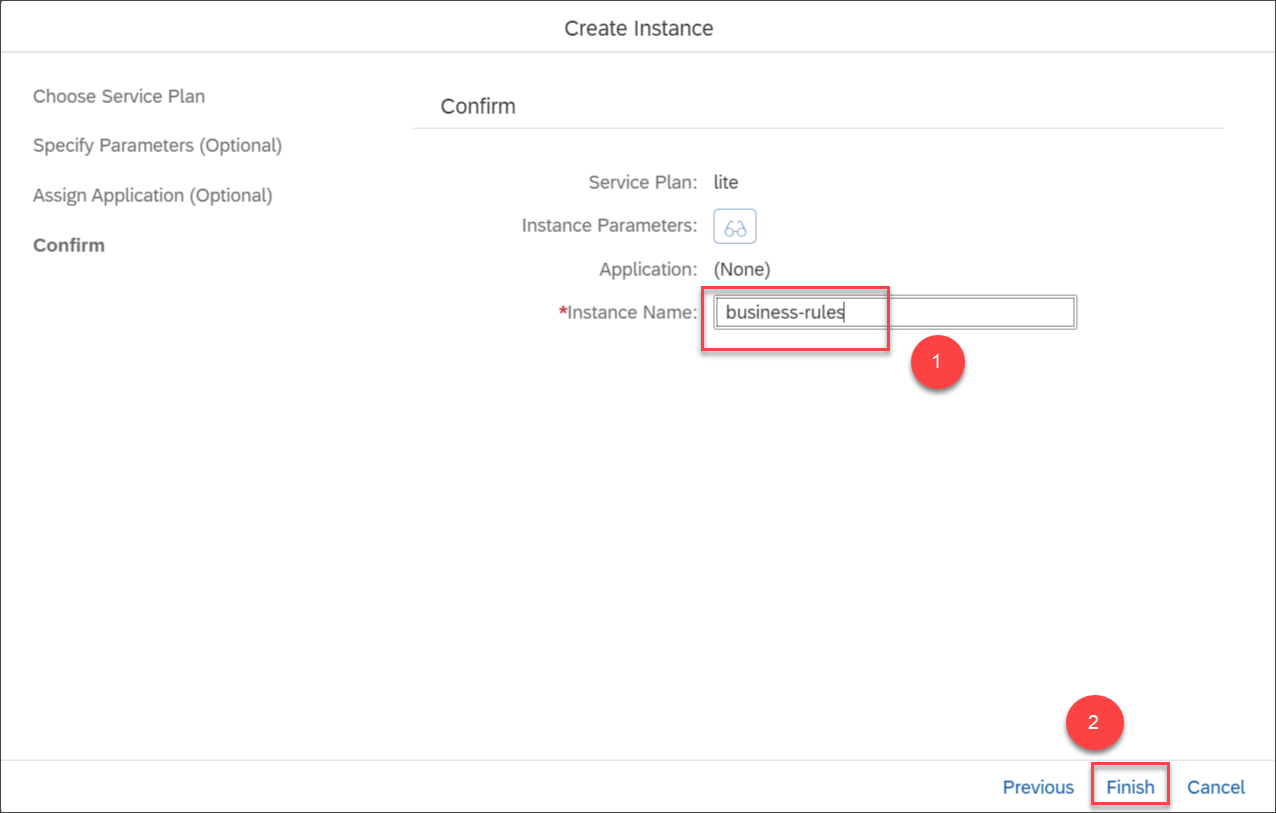 Create Instance
Choose Service Plan
Specify Parameters (Optional)
Assign Application (Optional)
Confirm
Confirm
Service Plan: lite
Instance Parameters:
Application: (None)
*Instance Name: business-rules
1
2
Previous Finish Cancel